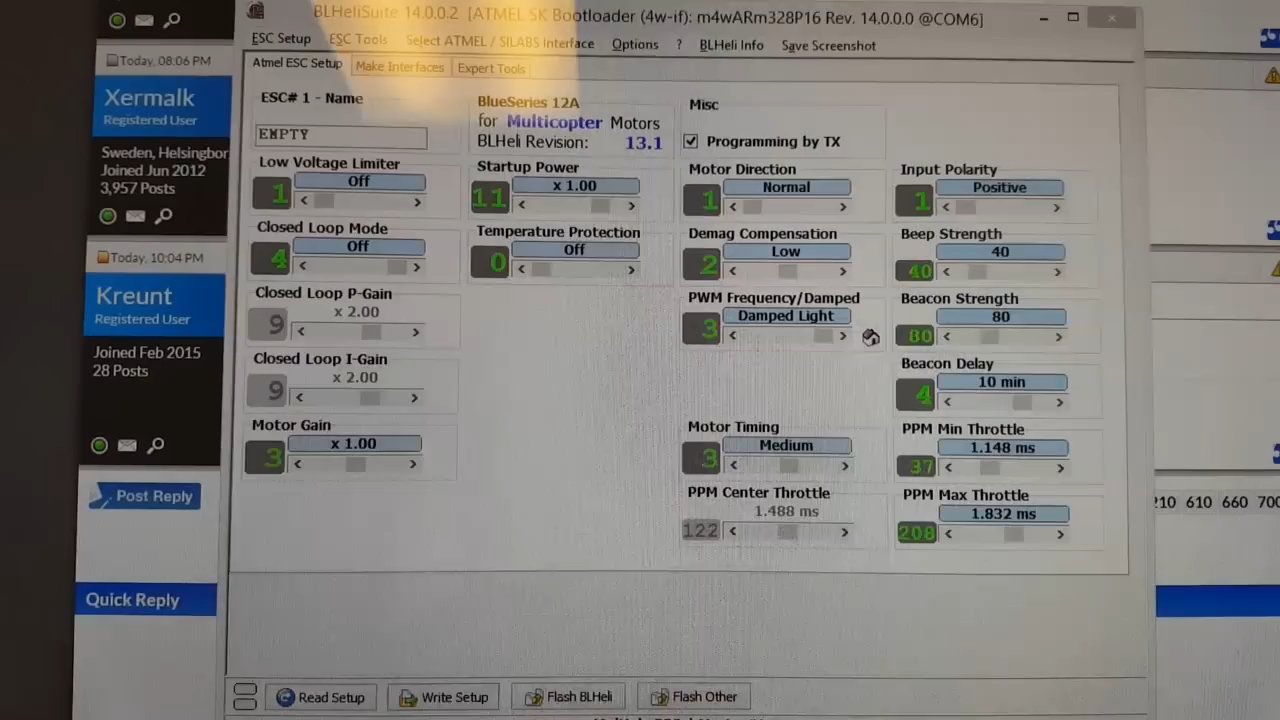 BLHeliSuite 14.0.0.2 [ATMEL SK Bootloader (4w-if): m4wARm328P16 Rev. 14.0.0.0 @COM6]
ESC Setup ESC Tools Select ATMEL / SILABS Interface Options ? BLHeli Info Save Screenshot
Atmel ESC Setup Make Interfaces Expert Tools
Today, 08:06 PM
Xermalk
Registered User
Sweden, Helsingbor
Joined Jun 2012
3,957 Posts
Today, 10:04 PM
Kreunt
Registered User
Joined Feb 2015
28 Posts
Post Reply
Quick Reply
ESC# 1 - Name
EMPTY
BlueSeries 12A
for Multicopter Motors
BLHeli Revision: 13.1
Misc
Programming by TX
Low Voltage Limiter
Off
1
Closed Loop Mode
Off
4
Closed Loop P-Gain
x 2.00
9
Closed Loop I-Gain
x 2.00
9
Motor Gain
x 1.00
3
Startup Power
x 1.00
11
Temperature Protection
Off
0
Motor Direction
Normal
1
Demag Compensation
Low
2
PWM Frequency/Damped
Damped Light
3
Motor Timing
Medium
3
PPM Center Throttle
1.488 ms
122
Input Polarity
Positive
1
Beep Strength
40
40
Beacon Strength
80
80
Beacon Delay
10 min
4
PPM Min Throttle
1.148 ms
37
PPM Max Throttle
1.832 ms
208
610 660 700
Read Setup Write Setup Flash BLHeli Flash Other